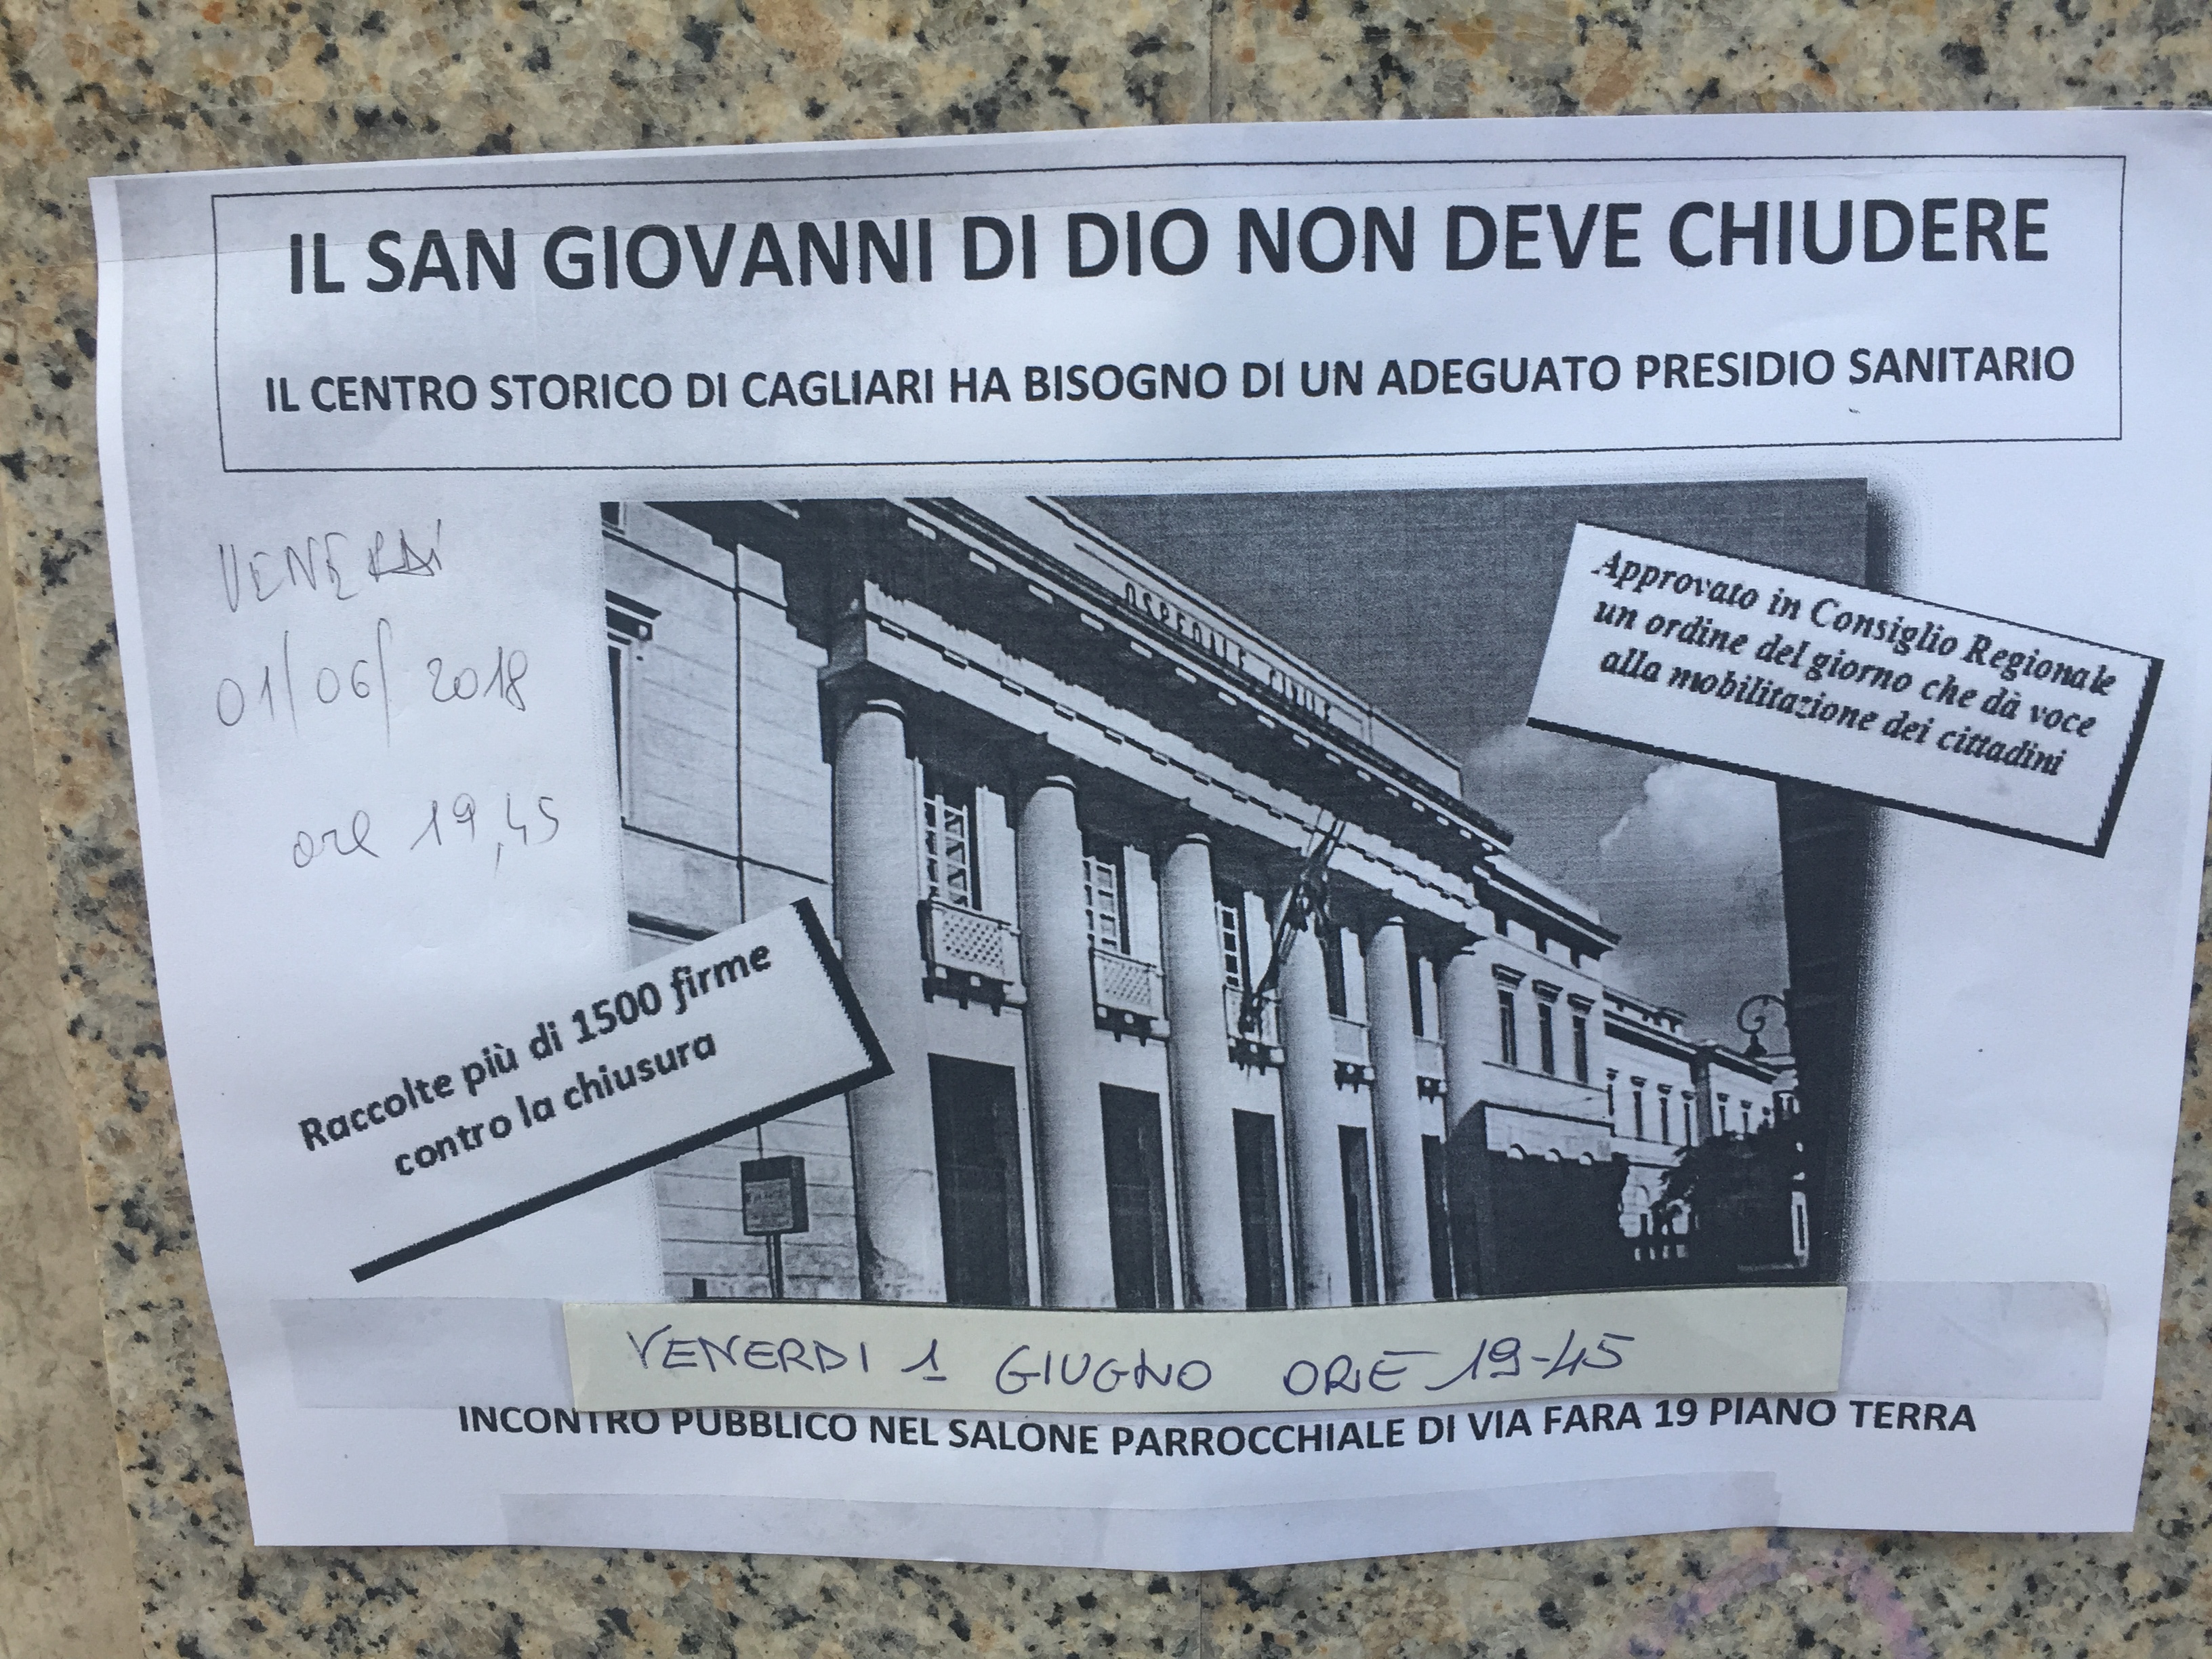 IL SAN GIOVANNI DI DIO NON DEVE CHIUDERE
IL CENTRO STORICO DI CAGLIARI HA BISOGNO DI UN ADEGUATO PRESIDIO SANITARIO
VENERDÌ
01/06/2018
ore 19,45
OSPEDALE CIVILE
Approvato in Consiglio Regionale
un ordine del giorno che dà voce
alla mobilitazione dei cittadini
Raccolte più di 1500 firme
contro la chiusura
VENERDI 1 GIUGNO ORE 19-45
INCONTRO PUBBLICO NEL SALONE PARROCCHIALE DI VIA FARA 19 PIANO TERRA